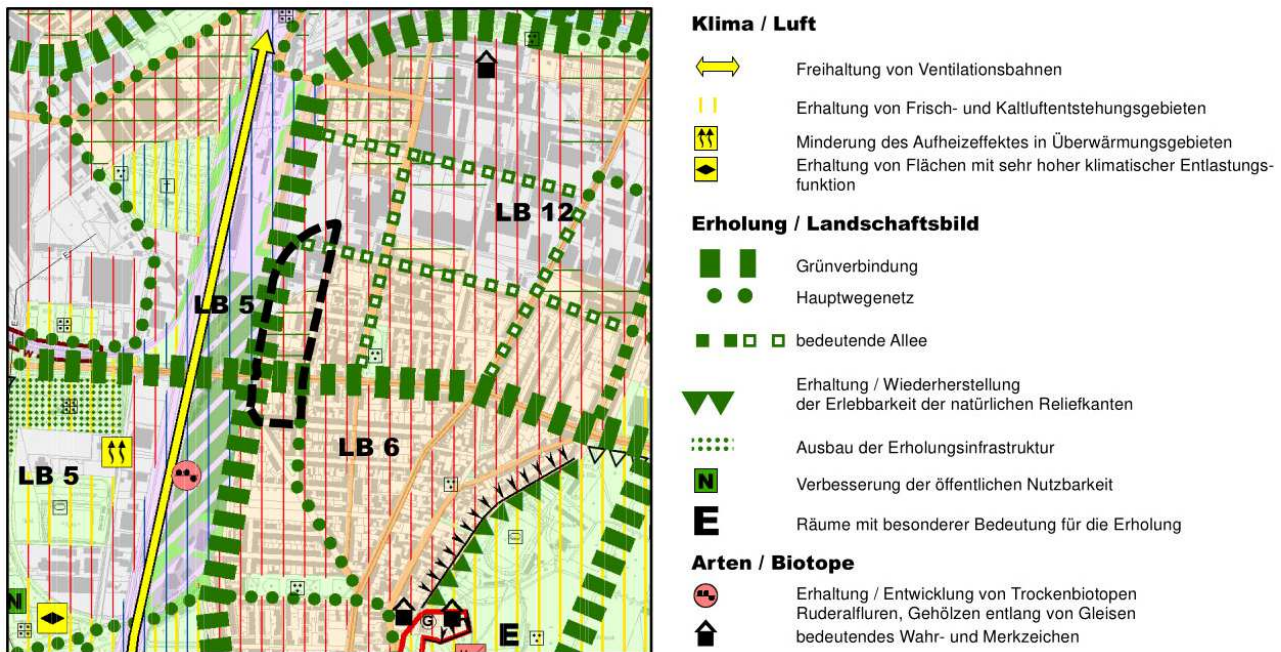 LB 12
LB 5
LB 6
LB 5
W
E
N
G
E
Klima / Luft
Freihaltung von Ventilationsbahnen
Erhaltung von Frisch- und Kaltluftentstehungsgebieten
Minderung des Aufheizeffektes in Überwärmungsgebieten
Erhaltung von Flächen mit sehr hoher klimatischer Entlastungs-
funktion
Erholung / Landschaftsbild
Grünverbindung
Hauptwegenetz
bedeutende Allee
Erhaltung / Wiederherstellung
der Erlebbarkeit der natürlichen Reliefkanten
Ausbau der Erholungsinfrastruktur
N Verbesserung der öffentlichen Nutzbarkeit
E Räume mit besonderer Bedeutung für die Erholung
Arten / Biotope
Erhaltung / Entwicklung von Trockenbiotopen
Ruderalfluren, Gehölzen entlang von Gleisen
bedeutendes Wahr- und Merkzeichen